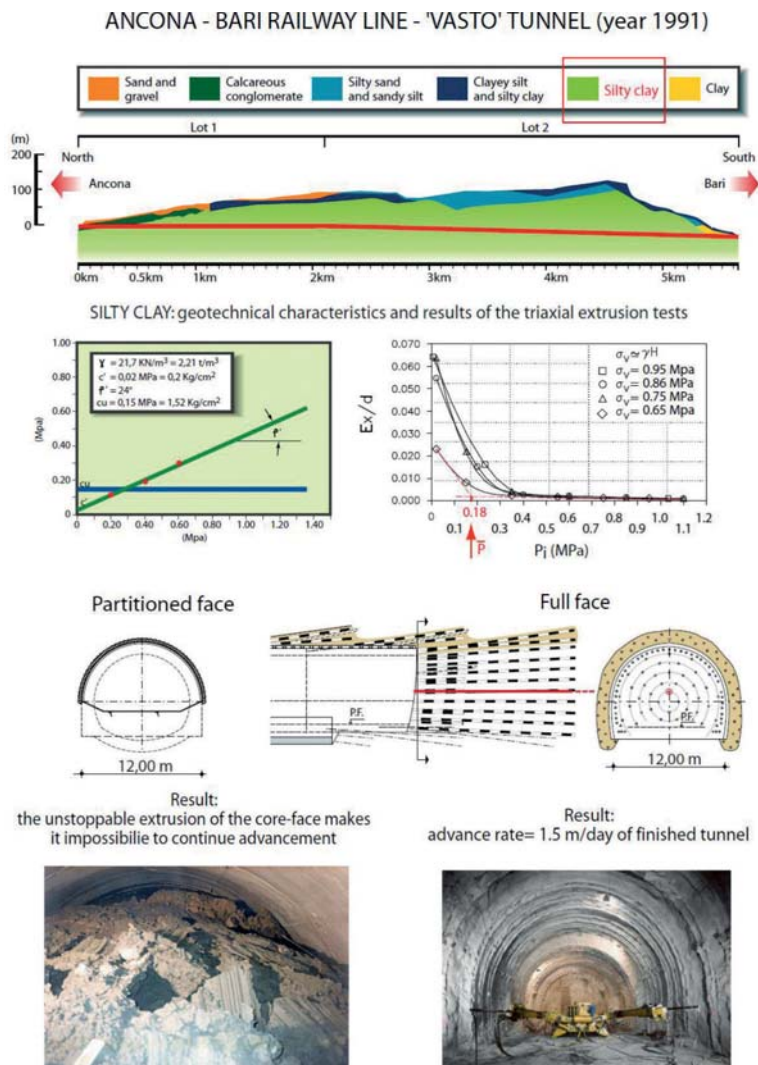 ANCONA - BARI RAILWAY LINE - 'VASTO' TUNNEL (year 1991)
Sand and
gravel
Calcareous
conglomerate
Silty sand
and sandy silt
Clayey silt
and silty clay
Silty clay
Clay
Lot 1
Lot 2
(m)
200
100
0
North
South
Ancona
Bari
0km 0.5km 1km 2km 3km 4km 5km
SILTY CLAY: geotechnical characteristics and results of the triaxial extrusion tests
1.00
0.80
0.60
0.40
0.20
0
(Mpa)
ɣ = 21,7 KN/m³ = 2,21 t/m³
c' = 0,02 MPa = 0,2 Kg/cm²
= 24°
cu = 0,15 MPa = 1,52 Kg/cm²
cu
c'
0 0.20 0.40 0.60 0.80 1.00 1.20 1.40
(Mpa)
0.070
0.060
0.050
0.040
0.030
0.020
0.010
0.000
Ex/d
σv ≃ γH
σv = 0.95 Mpa
σv = 0.86 Mpa
σv = 0.75 Mpa
σv = 0.65 Mpa
0 0.18 0.2 0.4 0.6 0.8 1.0 1.2
0.1 0.3 0.5 0.7 0.9 1.1
P̄
Pi (MPa)
Partitioned face
Full face
P.F.
P.F.
12,00 m
12,00 m
Result:
the unstoppable extrusion of the core-face makes
it impossibilie to continue advancement
Result:
advance rate= 1.5 m/day of finished tunnel